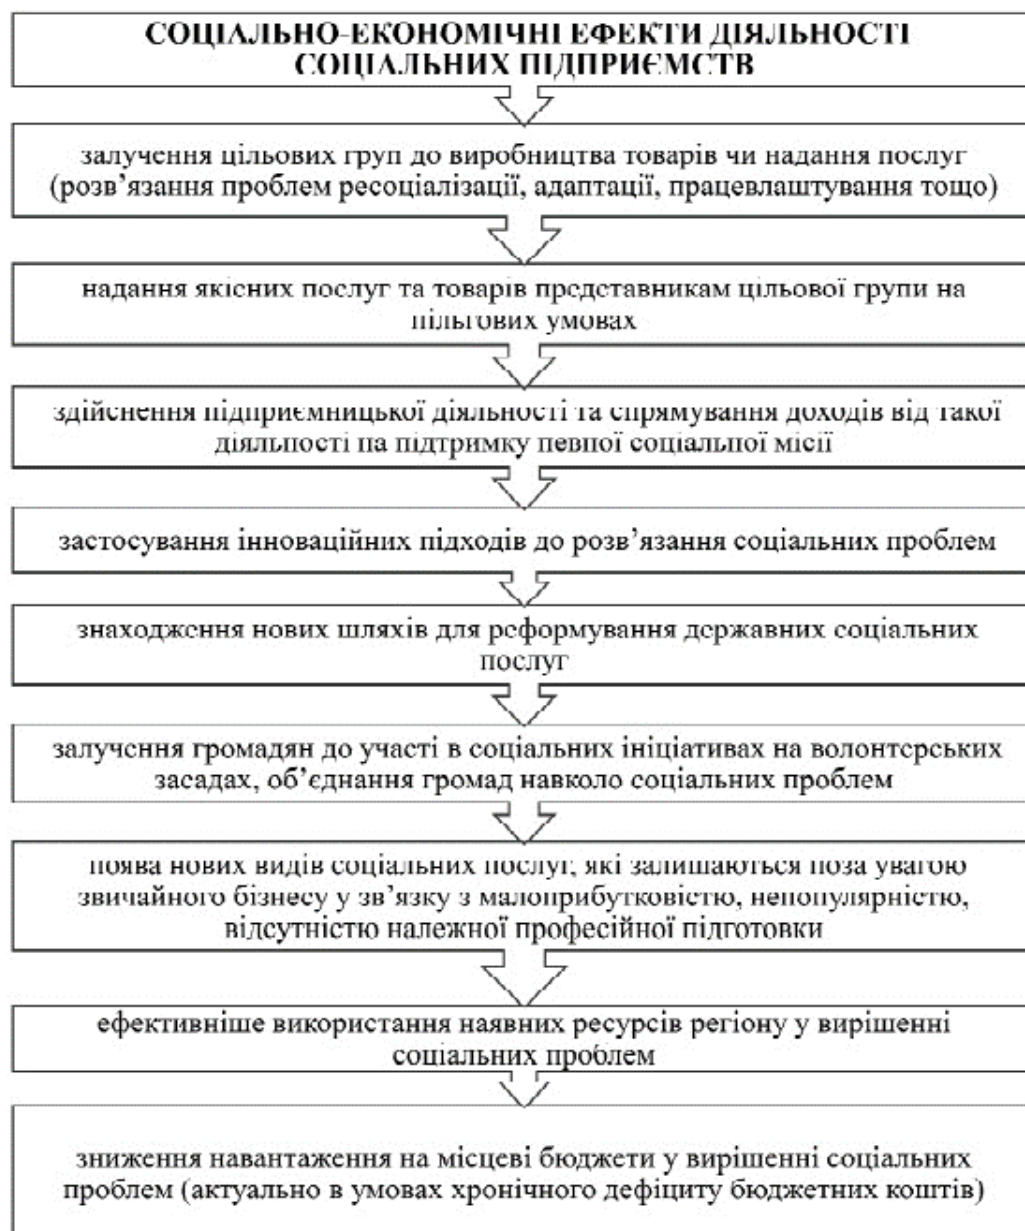 СОЦІАЛЬНО-ЕКОНОМІЧНІ ЕФЕКТИ ДІЯЛЬНОСТІ
СОЦІАЛЬНИХ ПІДПРИЄМСТВ
залучення цільових груп до виробництва товарів чи надання послуг
(розв’язання проблем ресоціалізації, адаптації, працевлаштування тощо)
надання якісних послуг та товарів представникам цільової групи на
пільгових умовах
здійснення підприємницької діяльності та спрямування доходів від такої
діяльності на підтримку певної соціальної місії
застосування інноваційних підходів до розв’язання соціальних проблем
знаходження нових шляхів для реформування державних соціальних
послуг
залучення громадян до участі в соціальних ініціативах на волонтерських
засадах, об’єднання громад навколо соціальних проблем
поява нових видів соціальних послуг, які залишаються поза увагою
звичайного бізнесу у зв’язку з малоприбутковістю, непопулярністю,
відсутністю належної професійної підготовки
ефективніше використання наявних ресурсів регіону у вирішенні
соціальних проблем
зниження навантаження на місцеві бюджети у вирішенні соціальних
проблем (актуально в умовах хронічного дефіциту бюджетних коштів)